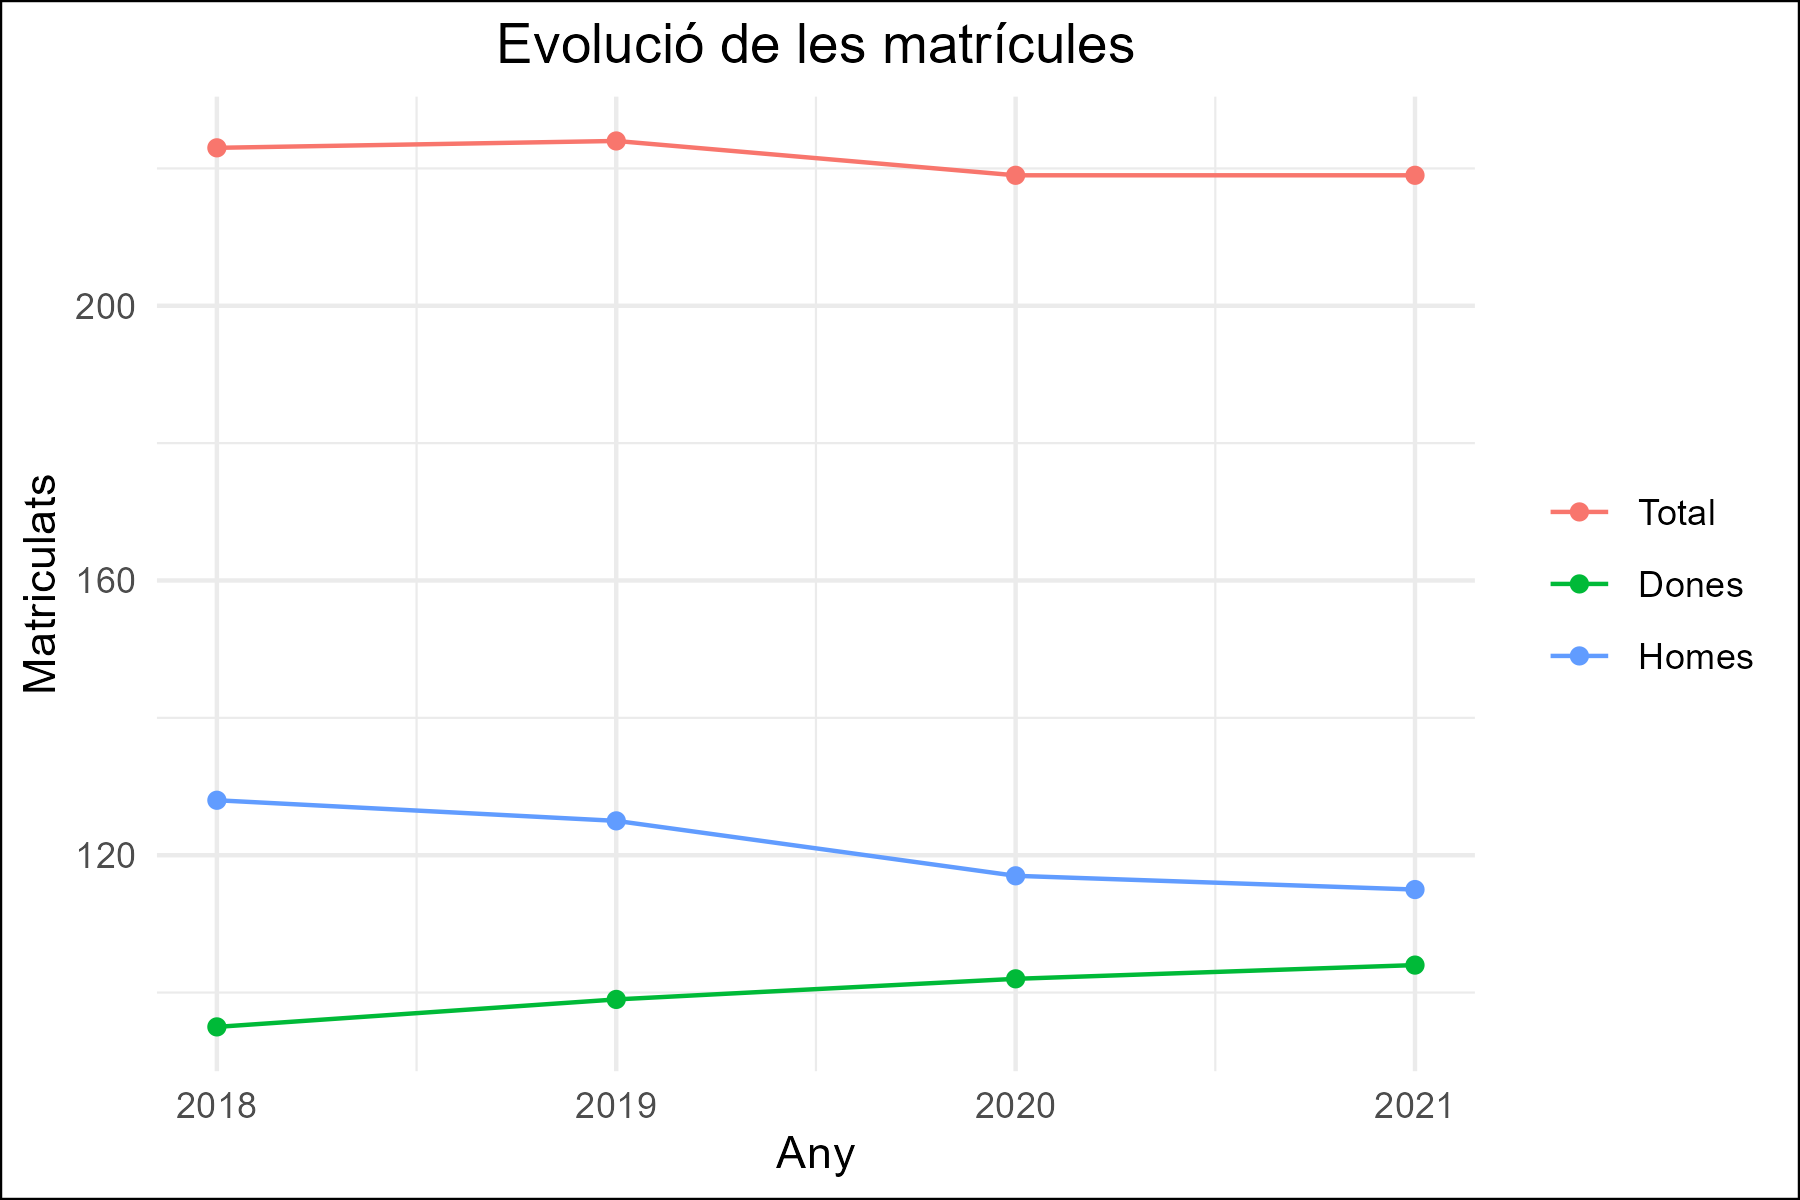 Evolució de les matrícules
Matriculats
200
160
120
2018
2019
2020
2021
Any
Total
Dones
Homes